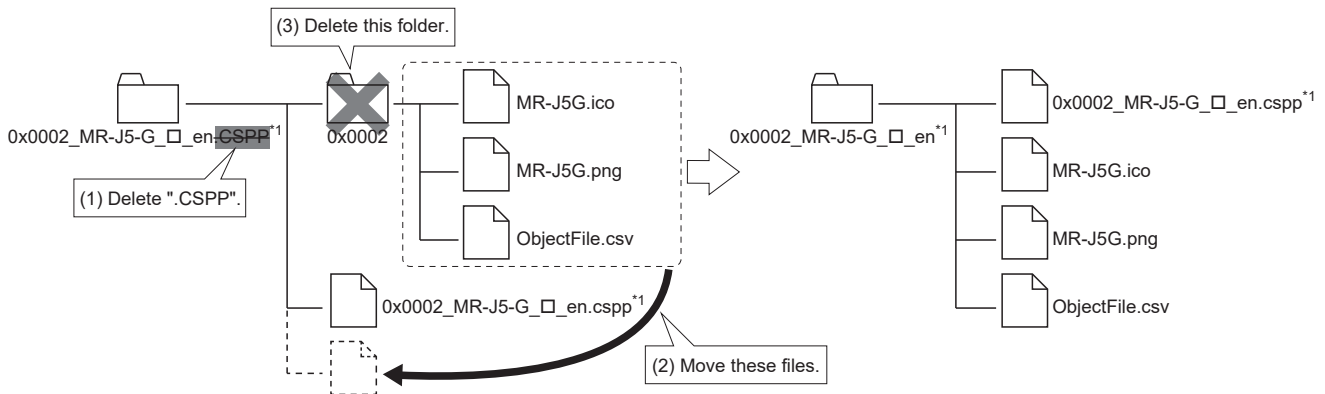 (3) Delete this folder.
0x0002_MR-J5-G_□_en.CSPP*1
(1) Delete ".CSPP".
0x0002
MR-J5G.ico
MR-J5G.png
ObjectFile.csv
0x0002_MR-J5-G_□_en.cspp*1
(2) Move these files.
0x0002_MR-J5-G_□_en*1
0x0002_MR-J5-G_□_en.cspp*1
MR-J5G.ico
MR-J5G.png
ObjectFile.csv